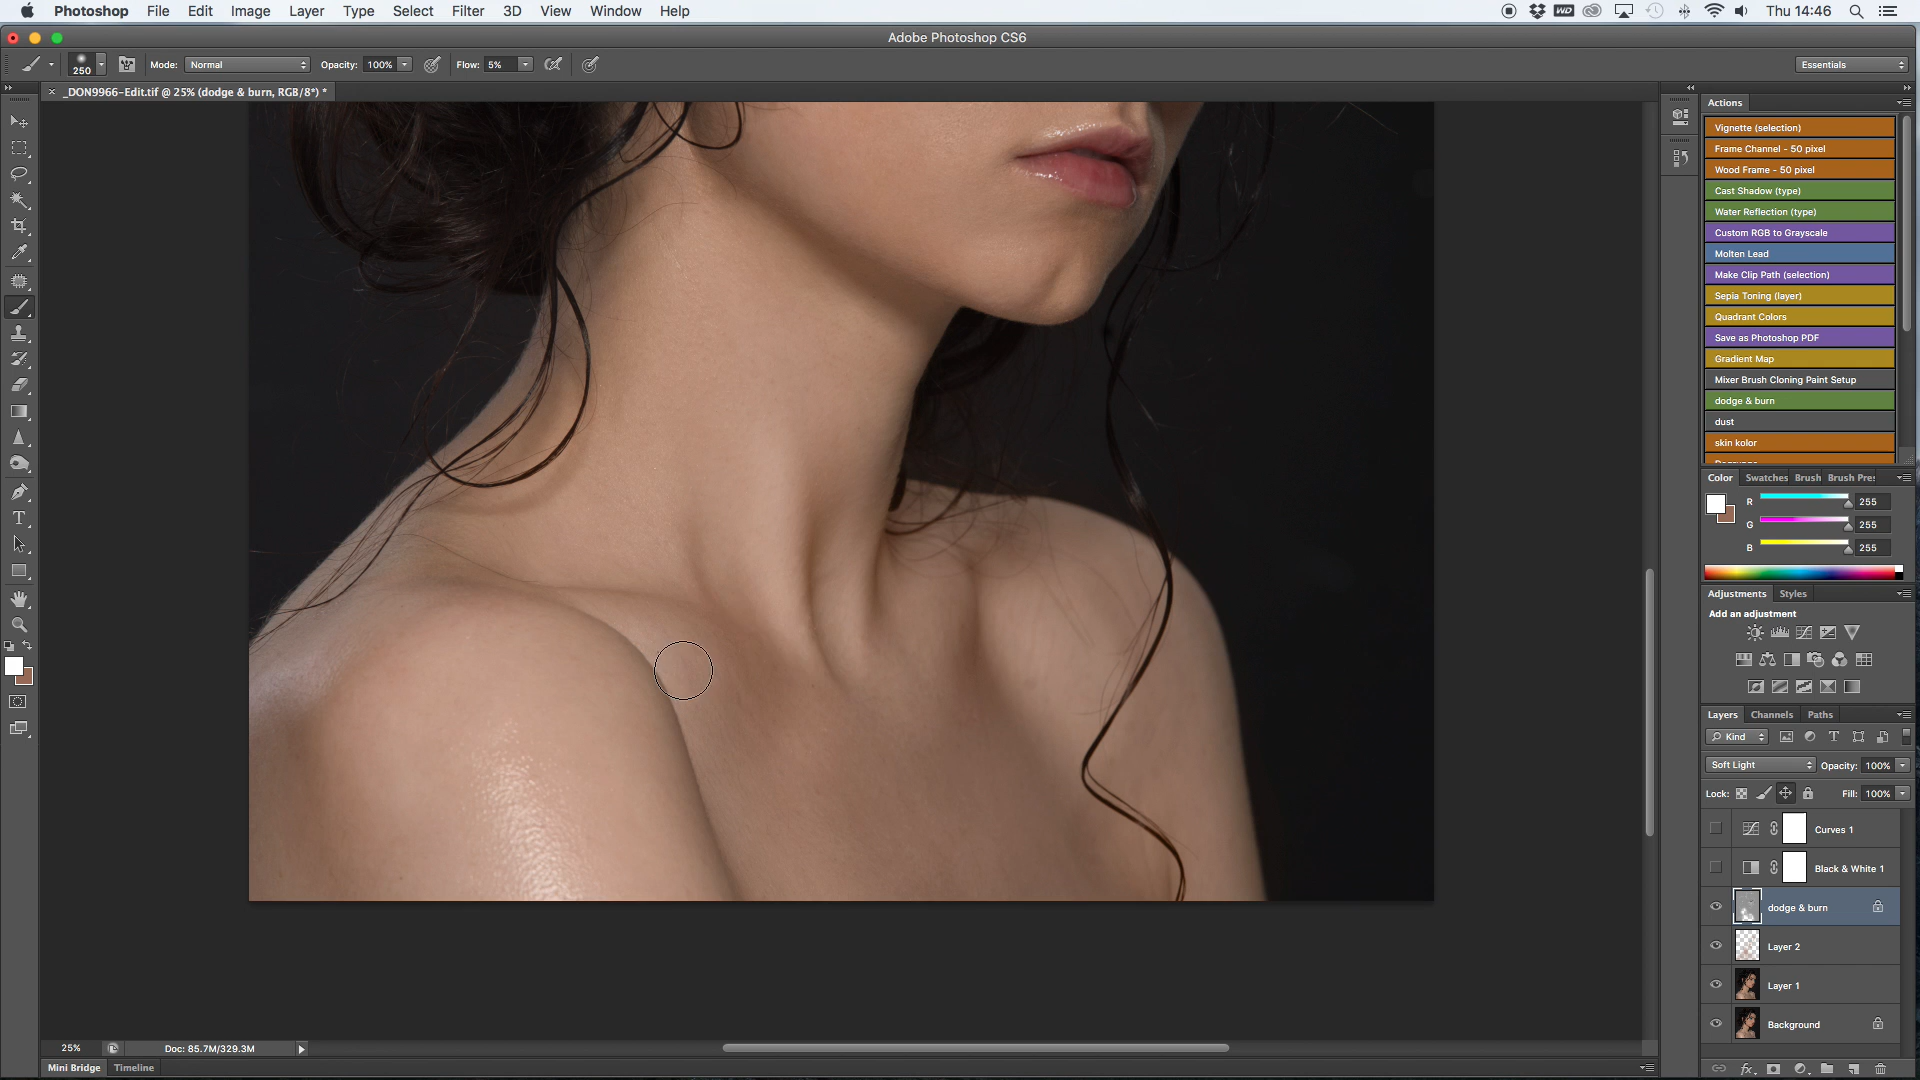 Photoshop File Edit Image Layer Type Select Filter 3D View Window Help
WD Thu 14:46
Adobe Photoshop CS6
250 Mode: Normal Opacity: 100% Flow: 5% Essentials
_DON9966-Edit.tif @ 25% (dodge & burn, RGB/8*) *
Actions
Vignette (selection)
Frame Channel - 50 pixel
Wood Frame - 50 pixel
Cast Shadow (type)
Water Reflection (type)
Custom RGB to Grayscale
Molten Lead
Make Clip Path (selection)
Sepia Toning (layer)
Quadrant Colors
Save as Photoshop PDF
Gradient Map
Mixer Brush Cloning Paint Setup
dodge & burn
dust
skin kolor
Color Swatches Brush Brush Pre
R 255
G 255
B 255
Adjustments Styles
Add an adjustment
Layers Channels Paths
Kind
Soft Light Opacity: 100%
Lock: Fill: 100%
Curves 1
Black & White 1
dodge & burn
Layer 2
Layer 1
Background
fx
25% Doc: 85.7M/329.3M
Mini Bridge Timeline